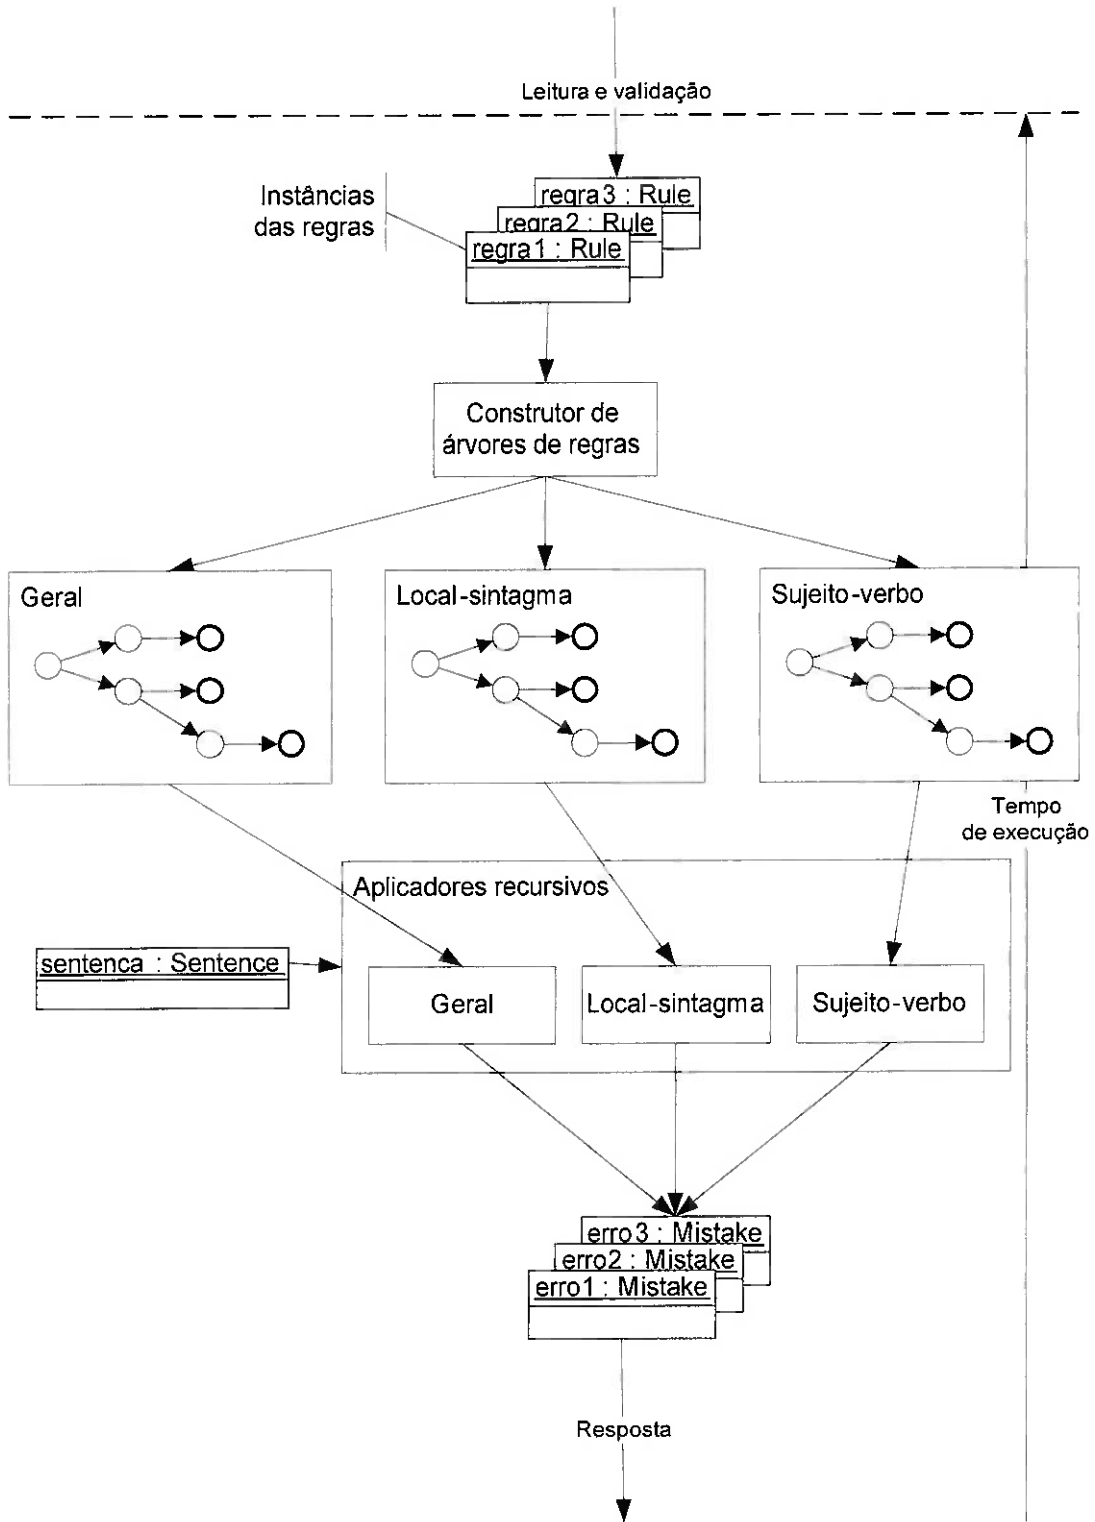 Leitura e validação
regra3 : Rule
regra2 : Rule
regra1 : Rule
Instâncias
das regras
Construtor de
árvores de regras
Geral
Local-sintagma
Sujeito-verbo
Tempo
de execução
Aplicadores recursivos
sentenca : Sentence
Geral
Local-sintagma
Sujeito-verbo
erro3 : Mistake
erro2 : Mistake
erro1 : Mistake
Resposta